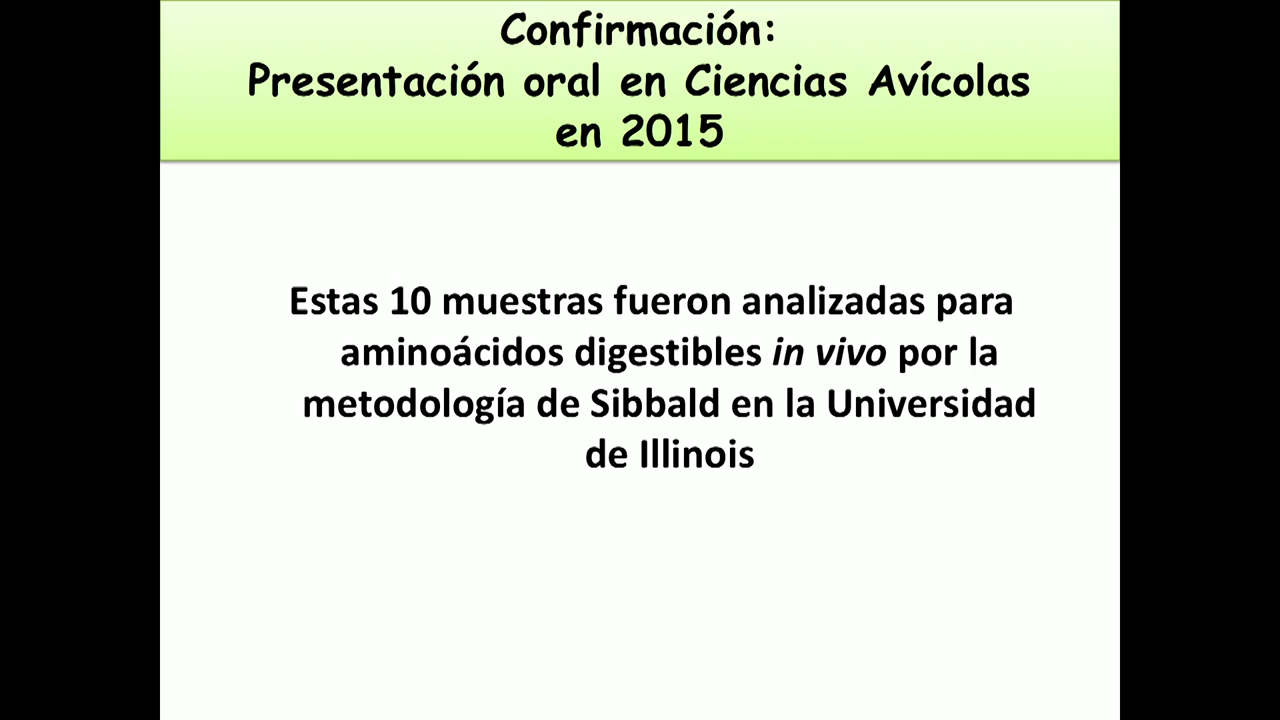 Confirmación:
Presentación oral en Ciencias Avícolas
en 2015
Estas 10 muestras fueron analizadas para
aminoácidos digestibles in vivo por la
metodología de Sibbald en la Universidad
de Illinois